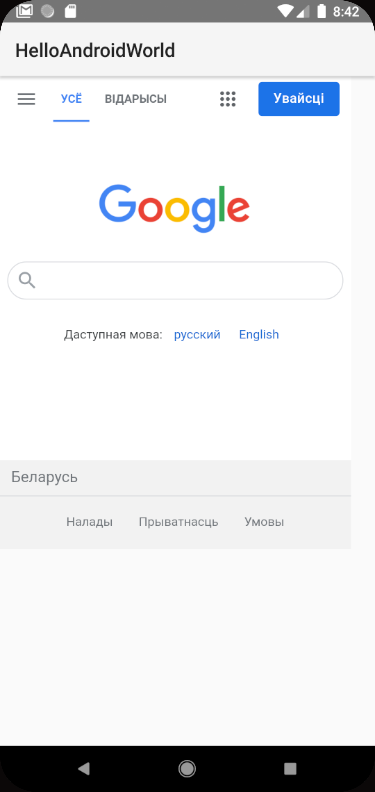 8:42
HelloAndroidWorld
УСЁ ВІДАРЫСЫ Увайсці
Google
Даступная мова: русский English
Беларусь
Налады Прыватнасць Умовы